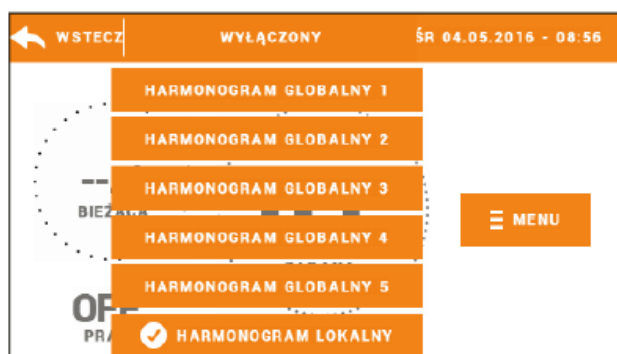 WSTECZ WYŁĄCZONY ŚR 04.05.2016 - 08:56
HARMONOGRAM GLOBALNY 1
HARMONOGRAM GLOBALNY 2
HARMONOGRAM GLOBALNY 3
BIEŻĄCA
MENU
HARMONOGRAM GLOBALNY 4
HARMONOGRAM GLOBALNY 5
OFF
HARMONOGRAM LOKALNY